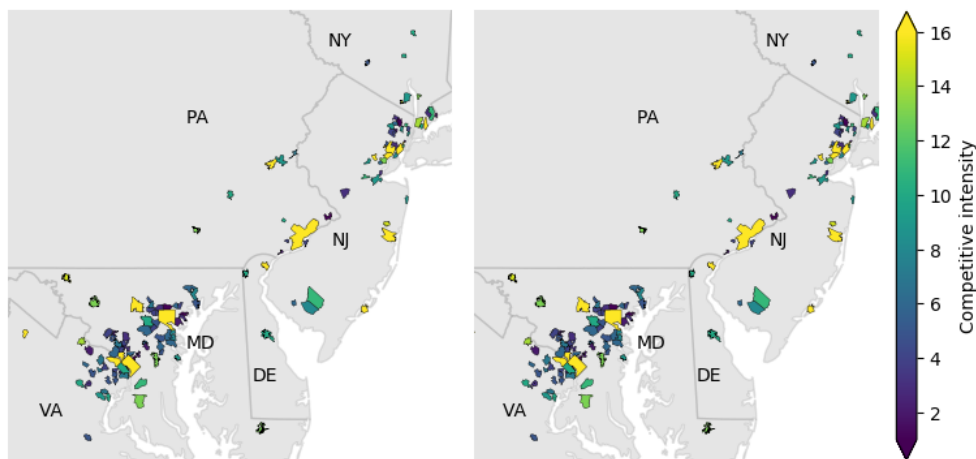 NY
PA
NJ
MD
DE
VA
NY
PA
NJ
MD
DE
VA
16
14
12
10
8
6
4
2
Competitive intensity